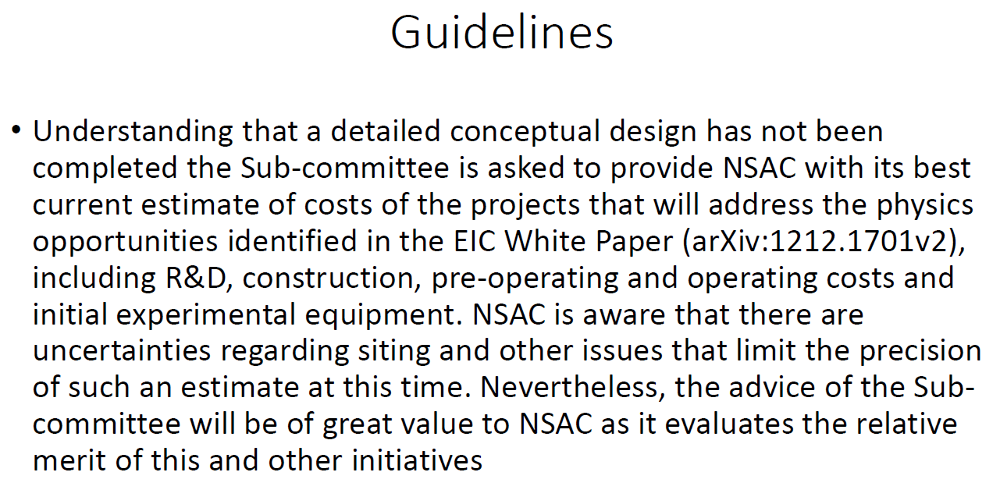 Guidelines
• Understanding that a detailed conceptual design has not been
completed the Sub-committee is asked to provide NSAC with its best
current estimate of costs of the projects that will address the physics
opportunities identified in the EIC White Paper (arXiv:1212.1701v2),
including R&D, construction, pre-operating and operating costs and
initial experimental equipment. NSAC is aware that there are
uncertainties regarding siting and other issues that limit the precision
of such an estimate at this time. Nevertheless, the advice of the Sub-
committee will be of great value to NSAC as it evaluates the relative
merit of this and other initiatives